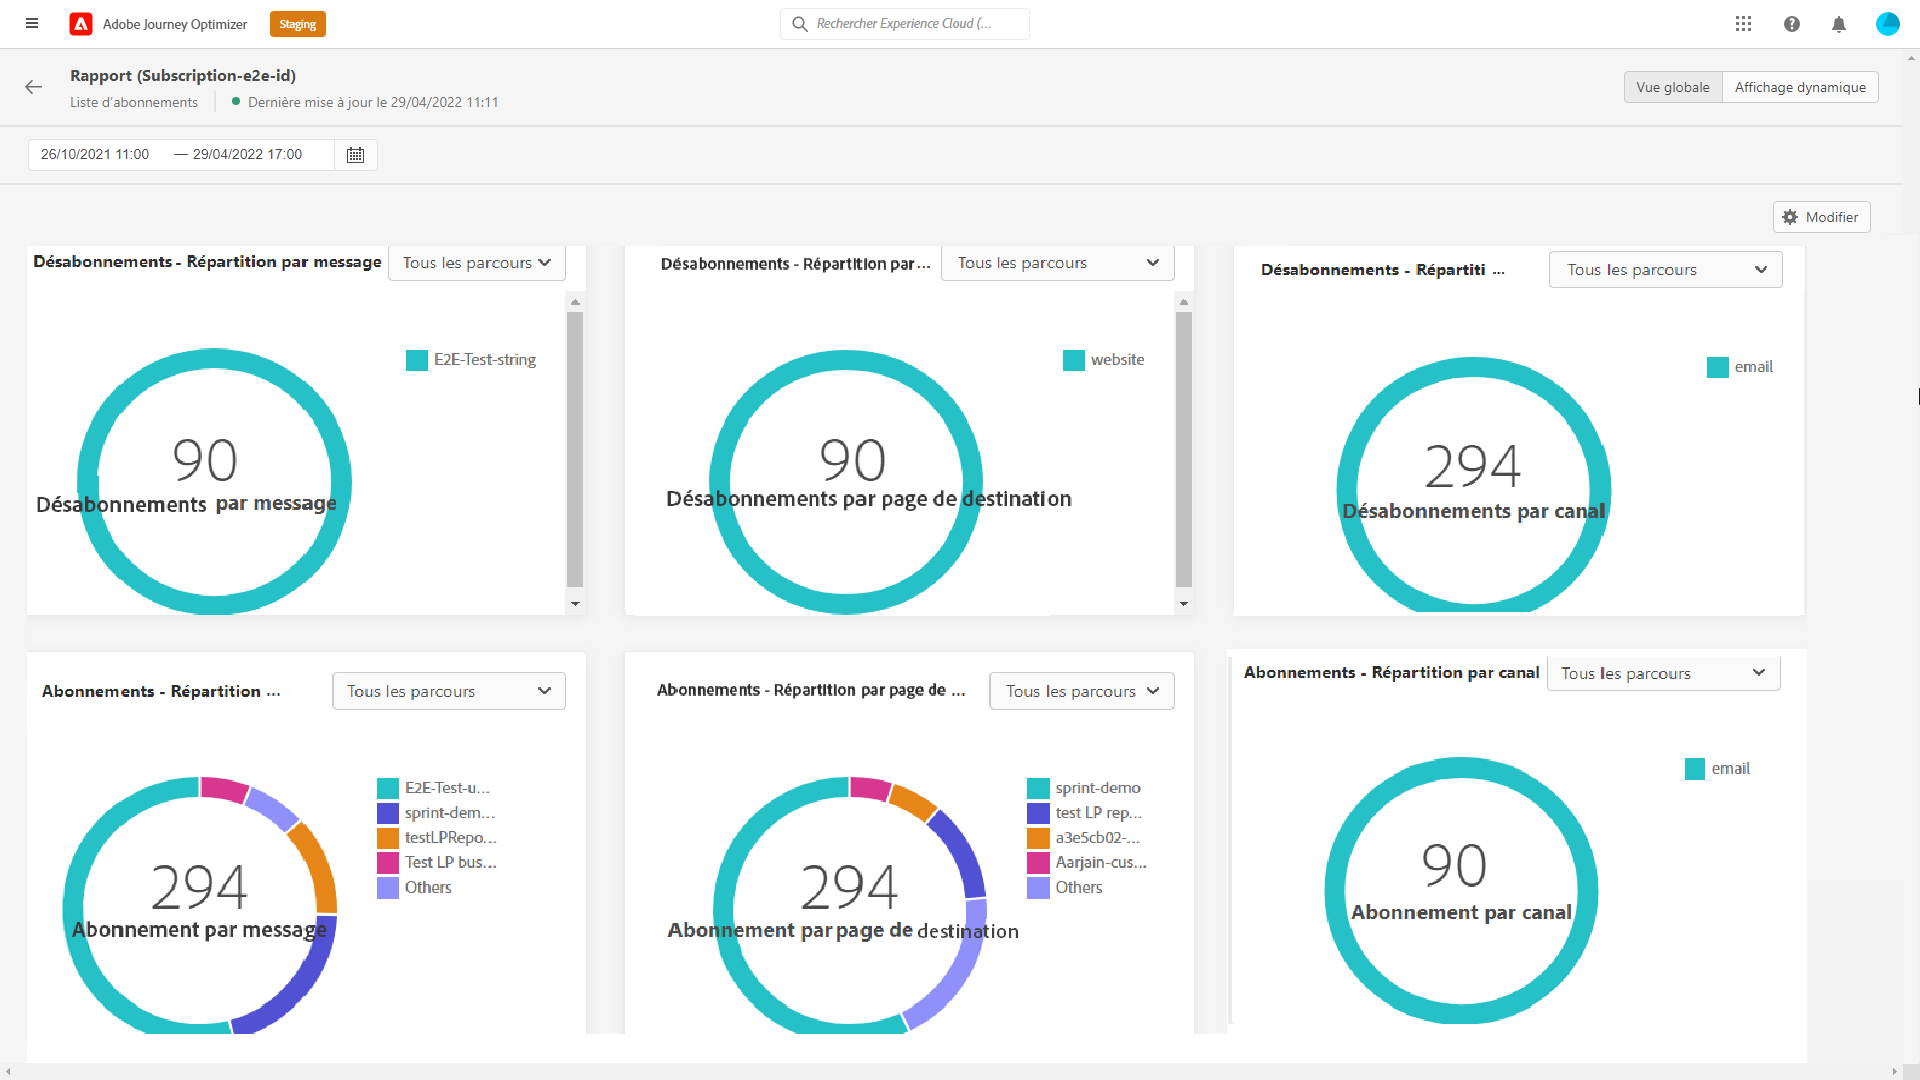 Adobe Journey Optimizer
Staging
Rechercher Experience Cloud (...
Rapport (Subscription-e2e-id)
Liste d'abonnements
Dernière mise à jour le 29/04/2022 11:11
Vue globale
Affichage dynamique
26/10/2021 11:00 — 29/04/2022 17:00
Modifier
Désabonnements - Répartition par message
Tous les parcours
E2E-Test-string
90
Désabonnements par message
Désabonnements - Répartition par ...
Tous les parcours
website
90
Désabonnements par page de destination
Désabonnements - Répartiti ...
Tous les parcours
email
294
Désabonnements par canal
Abonnements - Répartition ...
Tous les parcours
E2E-Test-u...
sprint-dem...
testLPRepo...
Test LP bus...
Others
294
Abonnement par message
Abonnements - Répartition par page de ...
Tous les parcours
sprint-demo
test LP rep...
a3e5cb02-...
Aarjain-cus...
Others
294
Abonnement par page de destination
Abonnements - Répartition par canal
Tous les parcours
email
90
Abonnement par canal